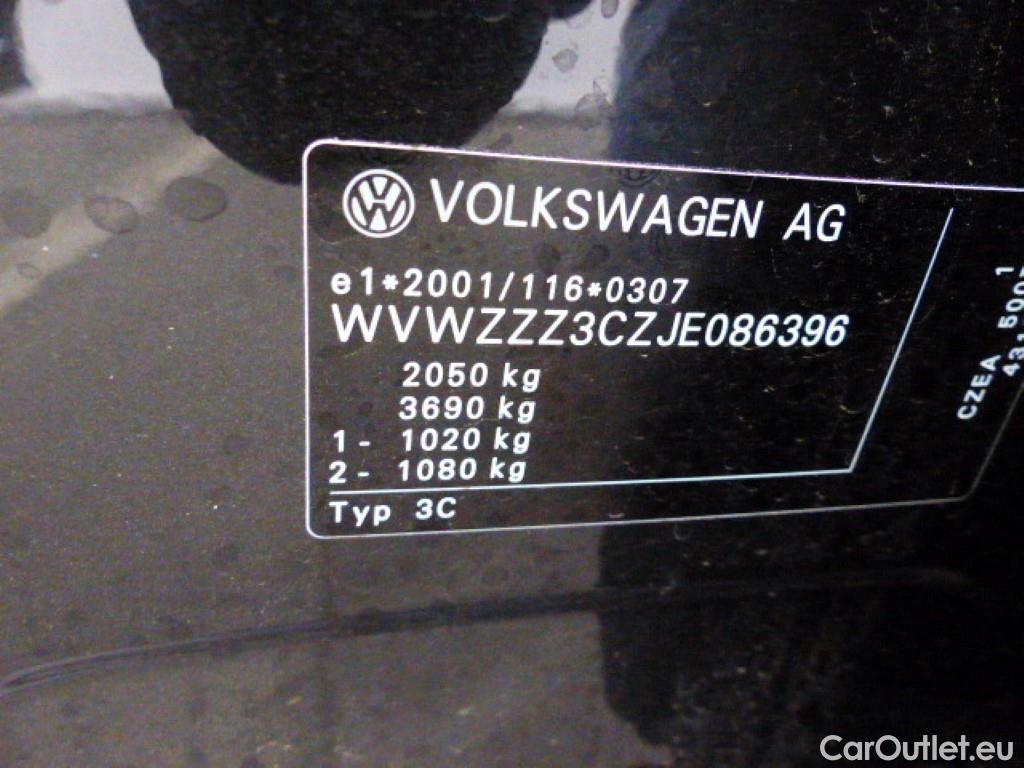 VOLKSWAGEN AG
e1*2001/116*0307
WVWZZZ3CZJE086396
2050 kg
3690 kg
1 - 1020 kg
2 - 1080 kg
Typ 3C
CZEA
CarOutlet.eu